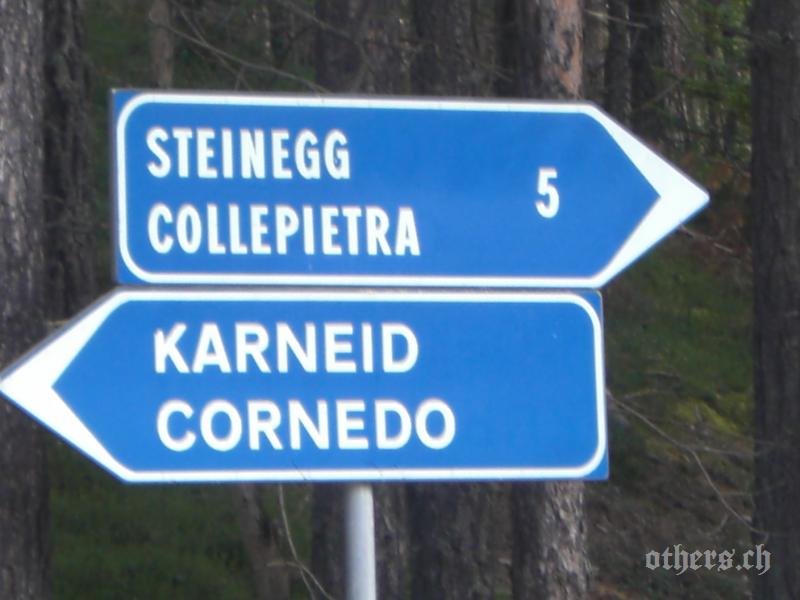 STEINEGG
COLLEPIETRA 5
KARNEID
CORNEDO
others.ch